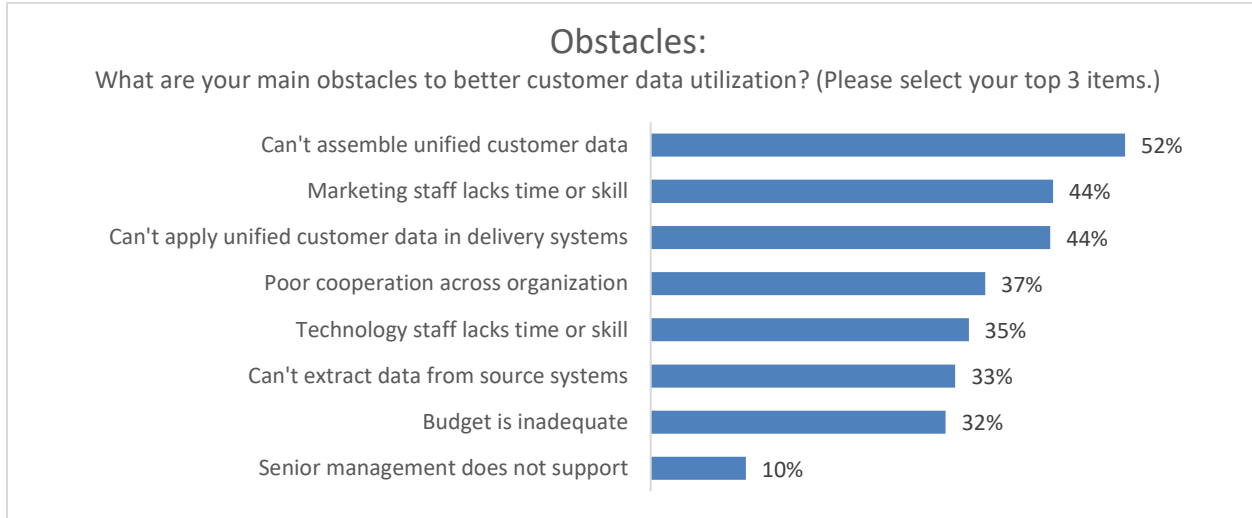 Obstacles:
What are your main obstacles to better customer data utilization? (Please select your top 3 items.)
Can't assemble unified customer data 52%
Marketing staff lacks time or skill 44%
Can't apply unified customer data in delivery systems 44%
Poor cooperation across organization 37%
Technology staff lacks time or skill 35%
Can't extract data from source systems 33%
Budget is inadequate 32%
Senior management does not support 10%